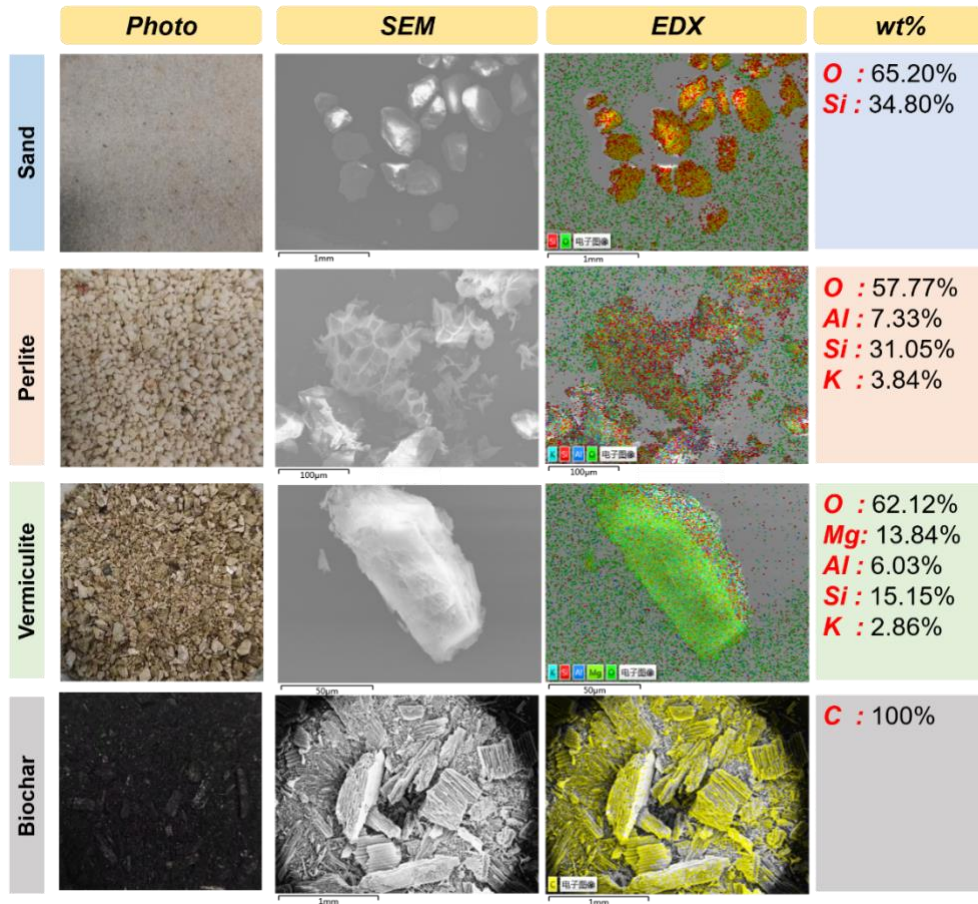 Photo SEM EDX wt%
Sand
1mm
Si O 电子图像
1mm
O : 65.20%
Si : 34.80%
Perlite
100μm
K Si Al O 电子图像
100μm
O : 57.77%
Al : 7.33%
Si : 31.05%
K : 3.84%
Vermiculite
50μm
K Si Al Mg O 电子图像
50μm
O : 62.12%
Mg: 13.84%
Al : 6.03%
Si : 15.15%
K : 2.86%
Biochar
1mm
C 电子图像
1mm
C : 100%